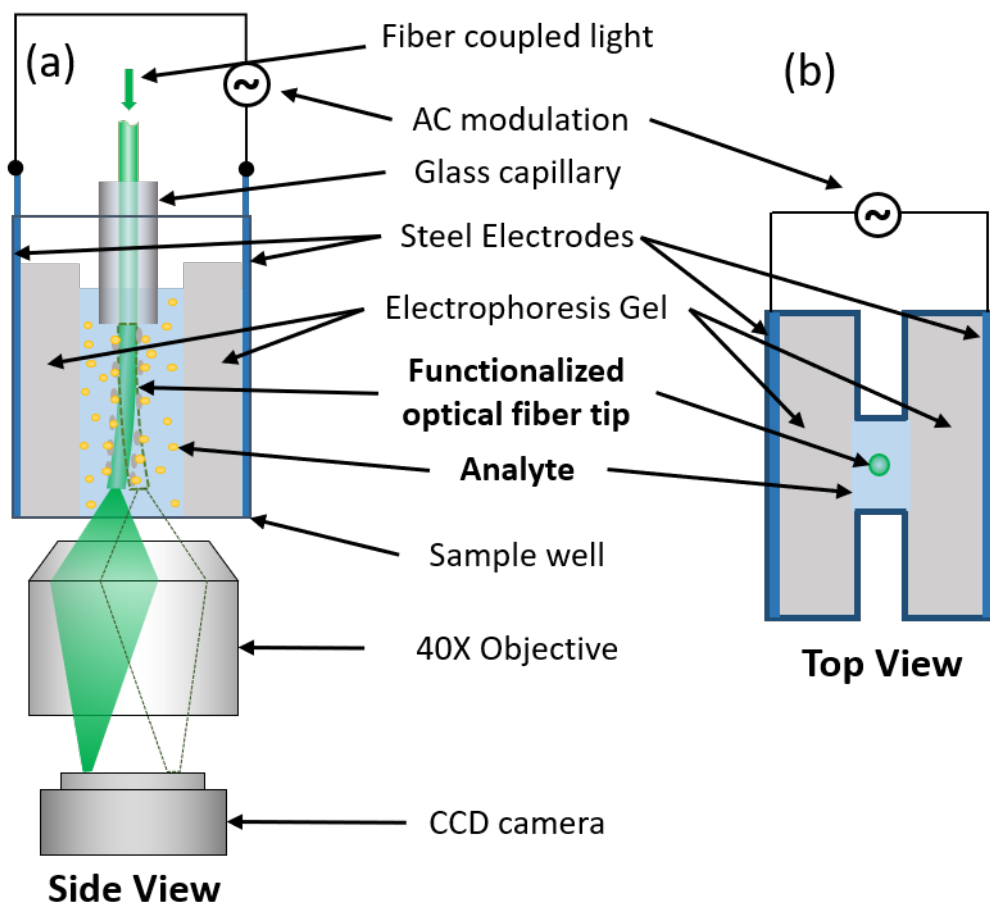 (a)
Fiber coupled light
(b)
AC modulation
Glass capillary
Steel Electrodes
Electrophoresis Gel
Functionalized
optical fiber tip
Analyte
Sample well
40X Objective
Top View
CCD camera
Side View